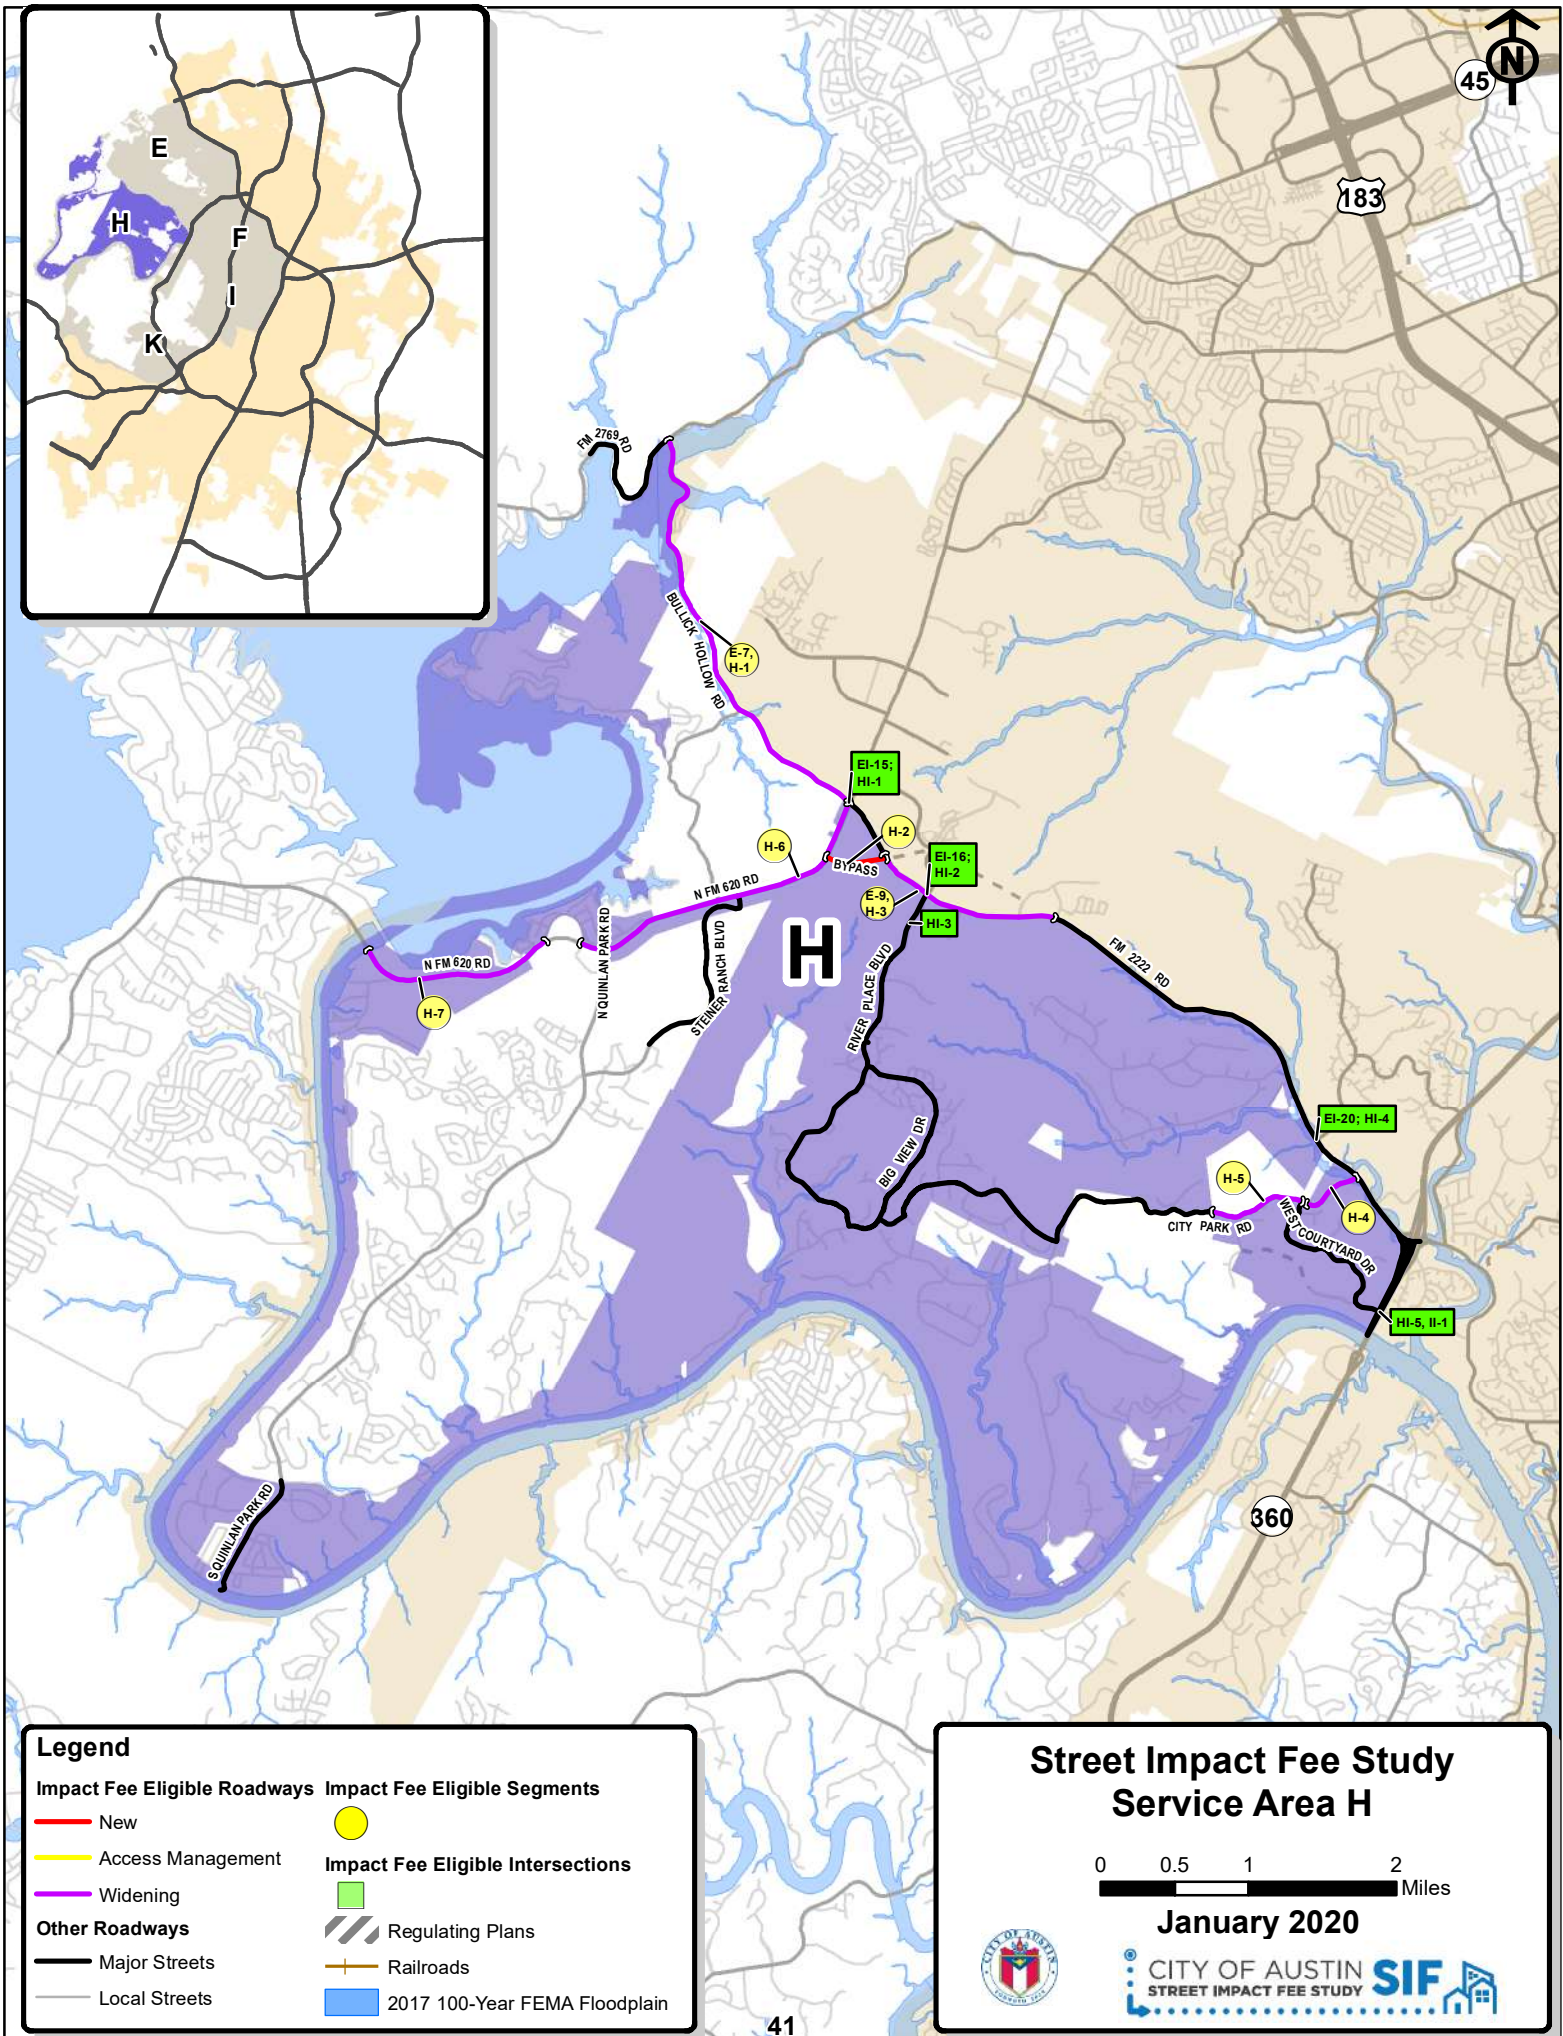 E
H
F
I
K
N
45
183
FM 2769 RD
BULLICK HOLLOW RD
E-7,
H-1
EI-15;
HI-1
H-2
H-6
BYPASS
EI-16;
HI-2
N FM 620 RD
E-9,
H-3
HI-3
H
N QUINLAN PARK RD
STEINER RANCH BLVD
N FM 620 RD
H-7
RIVER PLACE BLVD
FM 2222 RD
BIG VIEW DR
EI-20; HI-4
H-5
H-4
CITY PARK RD
WEST COURTYARD DR
HI-5, II-1
360
S QUINLAN PARK RD
Legend
Impact Fee Eligible Roadways
New
Access Management
Widening
Other Roadways
Major Streets
Local Streets
Impact Fee Eligible Segments
Impact Fee Eligible Intersections
Regulating Plans
Railroads
2017 100-Year FEMA Floodplain
41
Street Impact Fee Study
Service Area H
0 0.5 1 2
Miles
January 2020
CITY OF AUSTIN
CITY OF AUSTIN
STREET IMPACT FEE STUDY
SIF